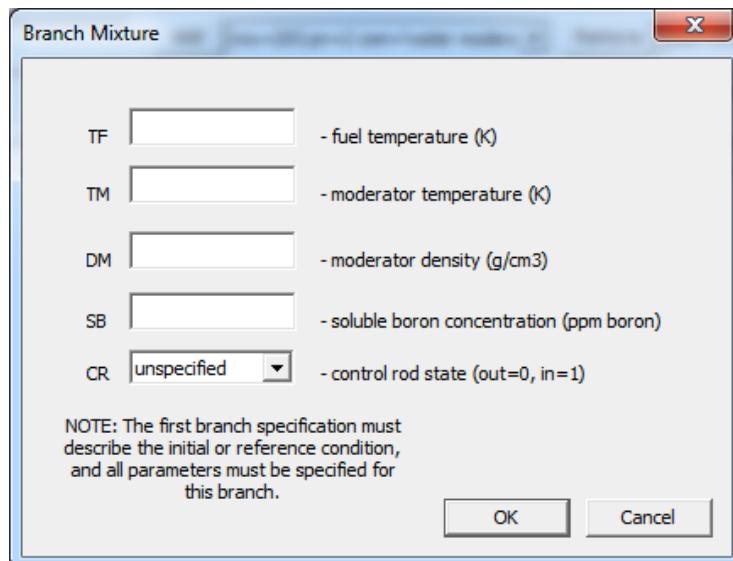 Branch Mixture
TF - fuel temperature (K)
TM - moderator temperature (K)
DM - moderator density (g/cm3)
SB - soluble boron concentration (ppm boron)
CR unspecified - control rod state (out=0, in=1)
NOTE: The first branch specification must
describe the initial or reference condition,
and all parameters must be specified for
this branch.
OK Cancel